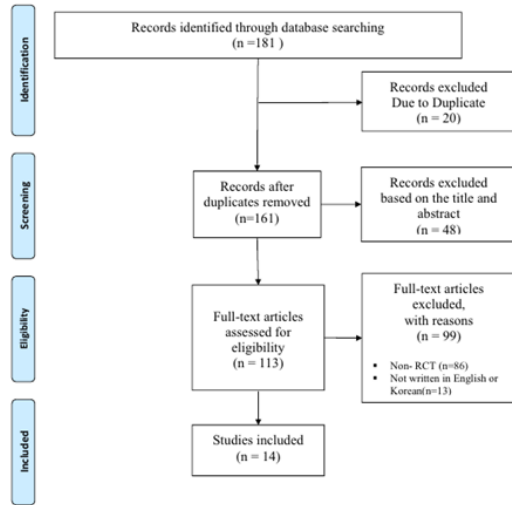 Identification
Records identified through database searching
(n =181 )
Records excluded
Due to Duplicate
(n = 20)
Screening
Records after
duplicates removed
(n=161)
Records excluded
based on the title and
abstract
(n = 48)
Eligibility
Full-text articles
assessed for
eligibility
(n = 113)
Full-text articles
excluded,
with reasons
(n = 99)
▪ Non- RCT (n=86)
▪ Not written in English or
Korean(n=13)
Included
Studies included
(n = 14)